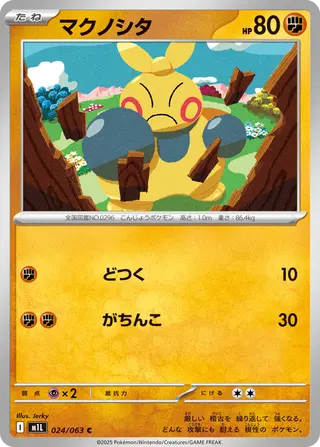 たね マクノシタ HP 80
全国図鑑NO.0296 こんじょうポケモン 高さ:1.0m 重さ:86.4kg
どつく 10
がちんこ 30
弱点 ×2 抵抗力 にげる
Illus. Jerky
I m1L 024/063 C
厳しい 稽古を 繰り返して 強くなる。
どんな 攻撃にも 耐える 根性の ポケモン。
©2025 Pokémon/Nintendo/Creatures/GAME FREAK.